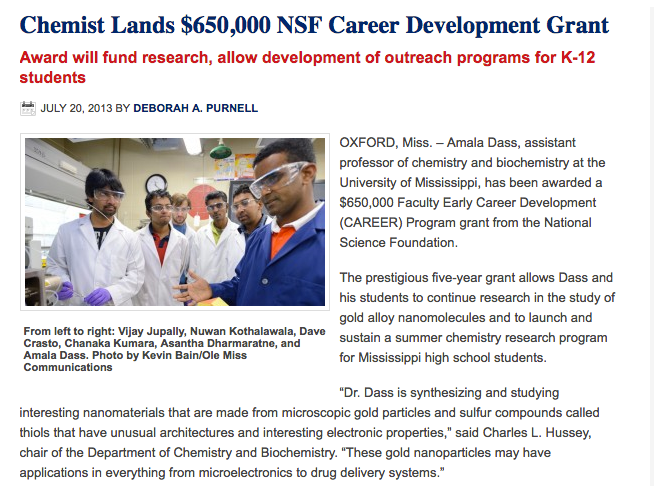 Chemist Lands $650,000 NSF Career Development Grant
Award will fund research, allow development of outreach programs for K-12
students
JULY 20, 2013 BY DEBORAH A. PURNELL
OXFORD, Miss. – Amala Dass, assistant
professor of chemistry and biochemistry at the
University of Mississippi, has been awarded a
$650,000 Faculty Early Career Development
(CAREER) Program grant from the National
Science Foundation.
The prestigious five-year grant allows Dass and
his students to continue research in the study of
gold alloy nanomolecules and to launch and
sustain a summer chemistry research program
for Mississippi high school students.
From left to right: Vijay Jupally, Nuwan Kothalawala, Dave
Crasto, Chanaka Kumara, Asantha Dharmaratne, and
Amala Dass. Photo by Kevin Bain/Ole Miss
Communications
“Dr. Dass is synthesizing and studying
interesting nanomaterials that are made from microscopic gold particles and sulfur compounds called
thiols that have unusual architectures and interesting electronic properties,” said Charles L. Hussey,
chair of the Department of Chemistry and Biochemistry. “These gold nanoparticles may have
applications in everything from microelectronics to drug delivery systems.”